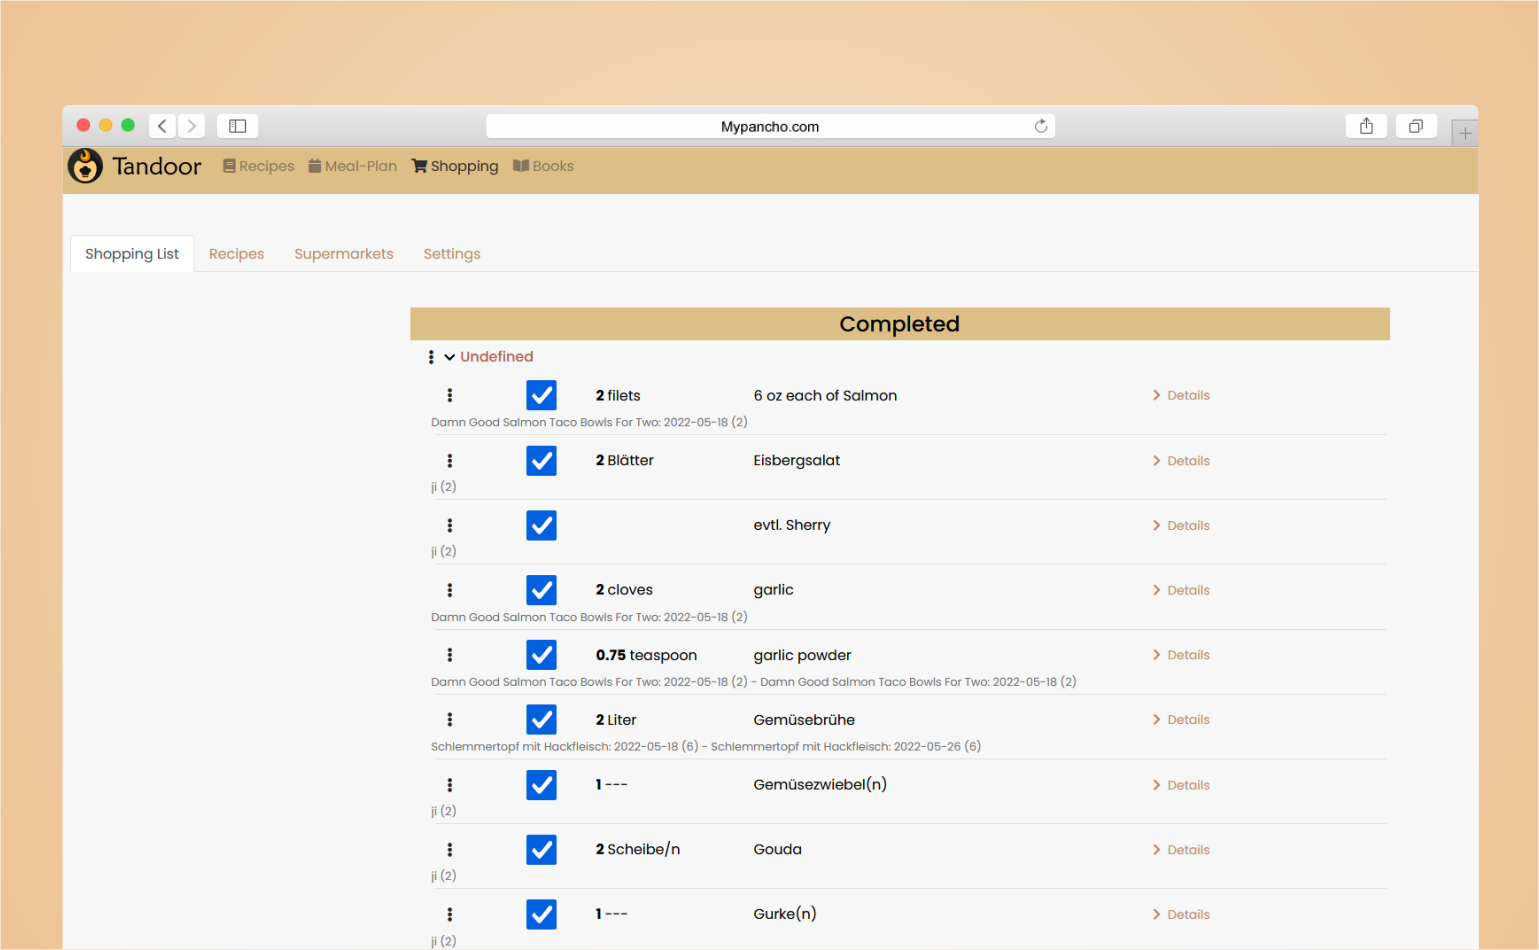 Mypancho.com
Tandoor Recipes Meal-Plan Shopping Books
Shopping List Recipes Supermarkets Settings
Completed
Undefined
2 filets 6 oz each of Salmon Details
Damn Good Salmon Taco Bowls For Two: 2022-05-18 (2)
2 Blätter Eisbergsalat Details
ji (2)
evtl. Sherry Details
ji (2)
2 cloves garlic Details
Damn Good Salmon Taco Bowls For Two: 2022-05-18 (2)
0.75 teaspoon garlic powder Details
Damn Good Salmon Taco Bowls For Two: 2022-05-18 (2) - Damn Good Salmon Taco Bowls For Two: 2022-05-18 (2)
2 Liter Gemüsebrühe Details
Schlemmertopf mit Hackfleisch: 2022-05-18 (6) - Schlemmertopf mit Hackfleisch: 2022-05-26 (6)
1 --- Gemüsezwiebel(n) Details
ji (2)
2 Scheibe/n Gouda Details
ji (2)
1 --- Gurke(n) Details
ji (2)